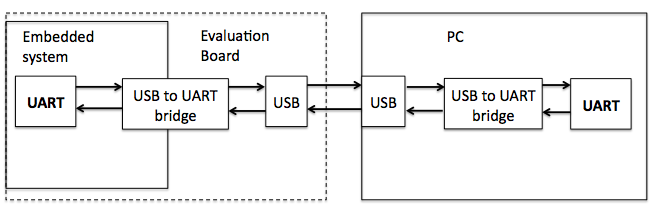 Embedded
system
Evaluation
Board
PC
UART
USB to UART
bridge
USB
USB
USB to UART
bridge
UART